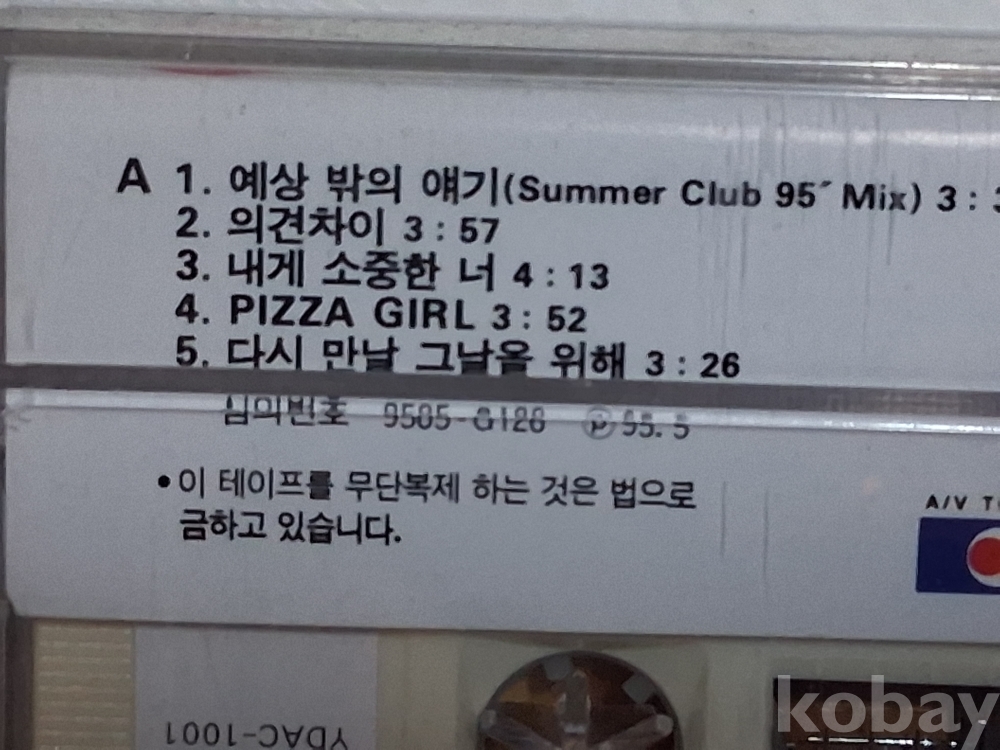 A 1. 예상 밖의 얘기(Summer Club 95´ Mix) 3 :
2. 의견차이 3 : 57
3. 내게 소중한 너 4 : 13
4. PIZZA GIRL 3 : 52
5. 다시 만날 그날을 위해 3 : 26
심의번호 9505-G126 ⓟ 95. 5
•이 테이프를 무단복제 하는 것은 법으로
금하고 있습니다.
A/V
YDAC-1001
kobay